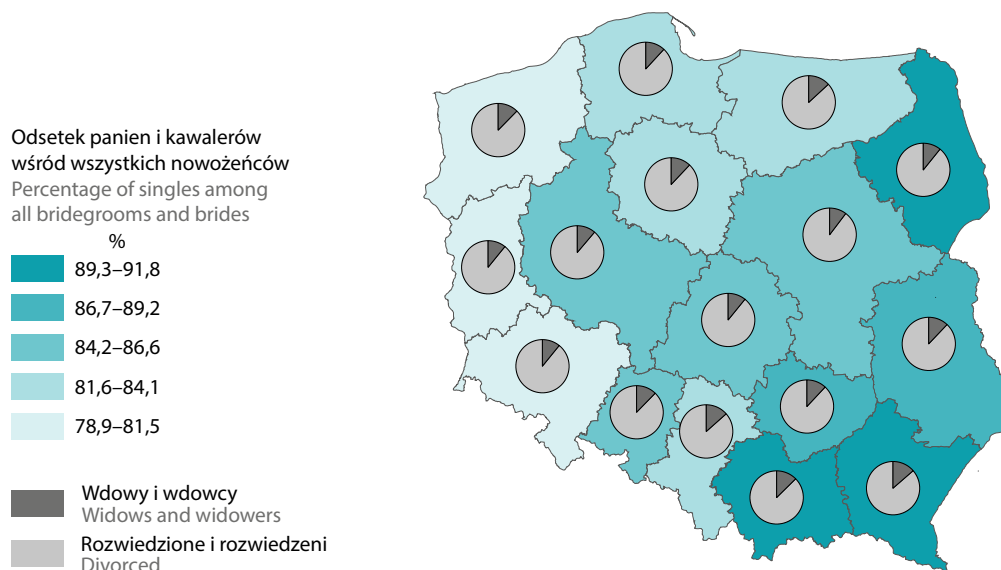 Odsetek panien i kawalerów
wśród wszystkich nowożeńców
Percentage of singles among
all bridegrooms and brides
%
89,3–91,8
86,7–89,2
84,2–86,6
81,6–84,1
78,9–81,5
Wdowy i wdowcy
Widows and widowers
Rozwiedzione i rozwiedzeni
Divorced